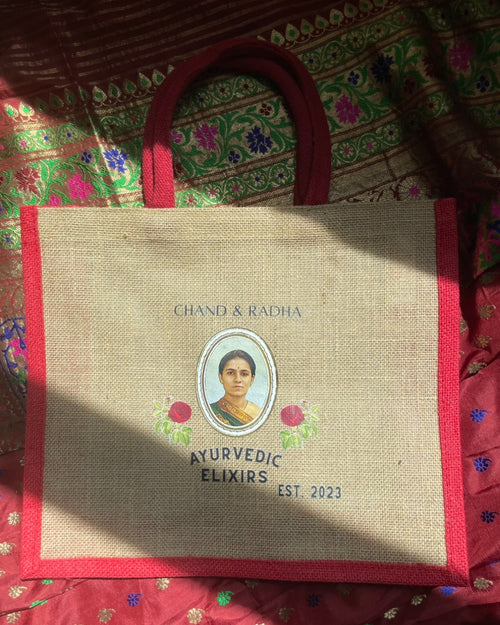 CHAND & RADHA
AYURVEDIC
ELIXIRS
EST. 2023